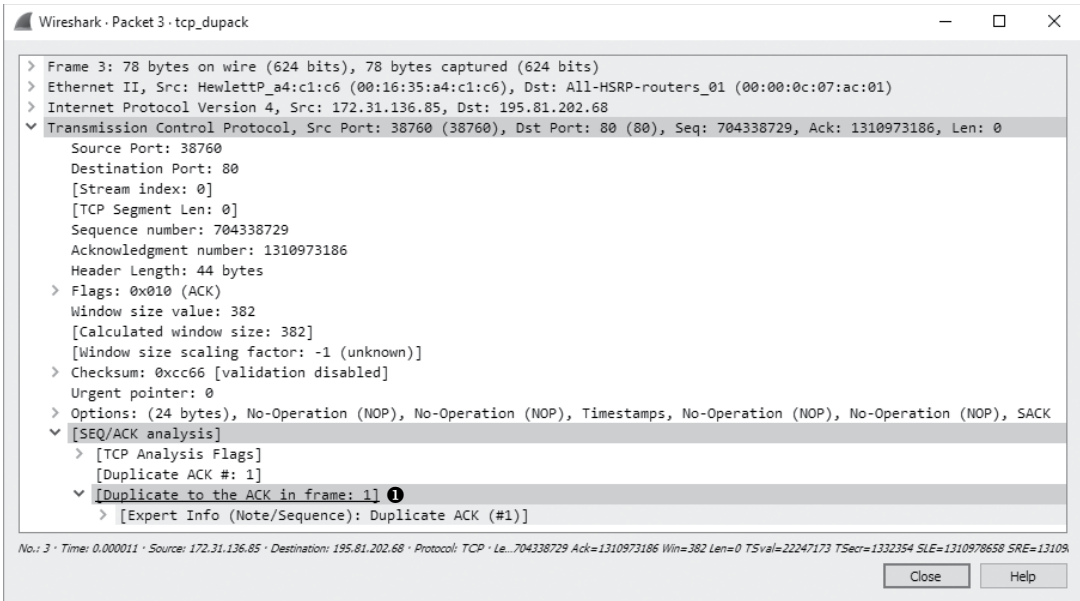 Wireshark · Packet 3 · tcp_dupack
Frame 3: 78 bytes on wire (624 bits), 78 bytes captured (624 bits)
Ethernet II, Src: HewlettP_a4:c1:c6 (00:16:35:a4:c1:c6), Dst: All-HSRP-routers_01 (00:00:0c:07:ac:01)
Internet Protocol Version 4, Src: 172.31.136.85, Dst: 195.81.202.68
Transmission Control Protocol, Src Port: 38760 (38760), Dst Port: 80 (80), Seq: 704338729, Ack: 1310973186, Len: 0
Source Port: 38760
Destination Port: 80
[Stream index: 0]
[TCP Segment Len: 0]
Sequence number: 704338729
Acknowledgment number: 1310973186
Header Length: 44 bytes
Flags: 0x010 (ACK)
Window size value: 382
[Calculated window size: 382]
[Window size scaling factor: -1 (unknown)]
Checksum: 0xcc66 [validation disabled]
Urgent pointer: 0
Options: (24 bytes), No-Operation (NOP), No-Operation (NOP), Timestamps, No-Operation (NOP), No-Operation (NOP), SACK
[SEQ/ACK analysis]
[TCP Analysis Flags]
[Duplicate ACK #: 1]
[Duplicate to the ACK in frame: 1] ❶
[Expert Info (Note/Sequence): Duplicate ACK (#1)]
No.: 3 · Time: 0.000011 · Source: 172.31.136.85 · Destination: 195.81.202.68 · Protocol: TCP · Le...704338729 Ack=1310973186 Win=382 Len=0 TSval=22247173 TSecr=1332354 SLE=1310978658 SRE=13109
Close Help